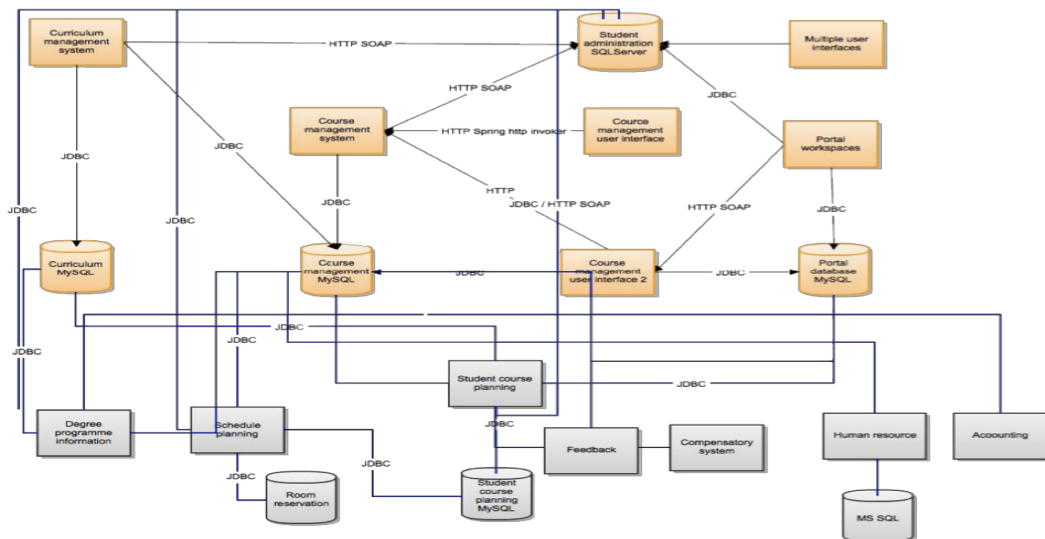 Curriculum
management
system
HTTP SOAP
Student
administration
SQLServer
Multiple user
interfaces
JDBC
HTTP SOAP
Course
management
system
HTTP Spring http invoker
Cource
management
user interface
Portal
workspaces
JDBC
JDBC
JDBC
JDBC
JDBC
HTTP
JDBC / HTTP SOAP
HTTP SOAP
JDBC
JDBC
Curriculum
MySQL
Course
management
MySQL
JDBC
Course
management
user interface 2
JDBC
Portal
database
MySQL
JDBC
JDBC
JDBC
Student course
planning
JDBC
Degree
programme
information
Schedule
planning
JDBC
Feedback
Compensatory
system
Human resource
Accounting
JDBC
JDBC
Room
reservation
Student
course
planning
MySQL
MS SQL